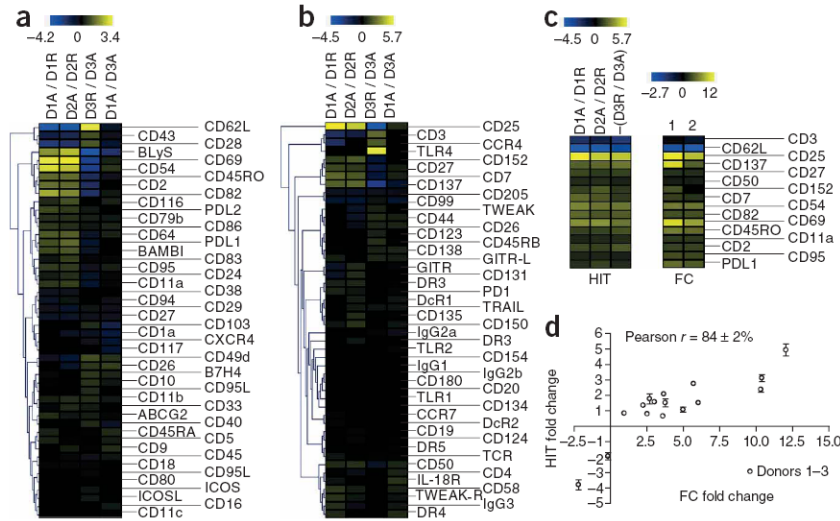 a
−4.2 0 3.4
D1A / D1R
D2A / D2R
D3R / D3A
D1A / D3A
CD62L
CD43
CD28
BLyS
CD69
CD54
CD45RO
CD2
CD82
CD116
PDL2
CD79b
CD86
CD64
PDL1
BAMBI
CD83
CD95
CD24
CD11a
CD38
CD94
CD29
CD27
CD103
CD1a
CXCR4
CD117
CD49d
CD26
B7H4
CD10
CD95L
CD11b
CD33
ABCG2
CD40
CD45RA
CD5
CD9
CD45
CD18
CD95L
CD80
ICOS
ICOSL
CD16
CD11c
b
−4.5 0 5.7
D1A / D1R
D2A / D2R
D3R / D3A
D1A / D3A
CD25
CD3
CCR4
TLR4
CD152
CD27
CD7
CD137
CD205
CD99
TWEAK
CD44
CD26
CD123
CD45RB
CD138
GITR-L
GITR
CD131
DR3
PD1
DcR1
TRAIL
CD135
CD150
IgG2a
DR3
TLR2
CD154
IgG1
IgG2b
CD180
CD20
TLR1
CD134
CCR7
DcR2
CD19
CD124
DR5
TCR
CD50
CD4
IL-18R
CD58
TWEAK-R
IgG3
DR4
c
−4.5 0 5.7
D1A / D1R
D2A / D2R
−(D3R / D3A)
−2.7 0 12
1 2
CD3
CD62L
CD25
CD137
CD27
CD50
CD152
CD7
CD54
CD82
CD69
CD45RO
CD11a
CD2
CD95
PDL1
HIT
FC
d
Pearson r = 84 ± 2%
HIT fold change
6
5
4
3
2
1
−1
−2
−3
−4
−5
−2.5 0 2.5 5.0 7.5 10.0 12.5 15.0
Donors 1–3
FC fold change